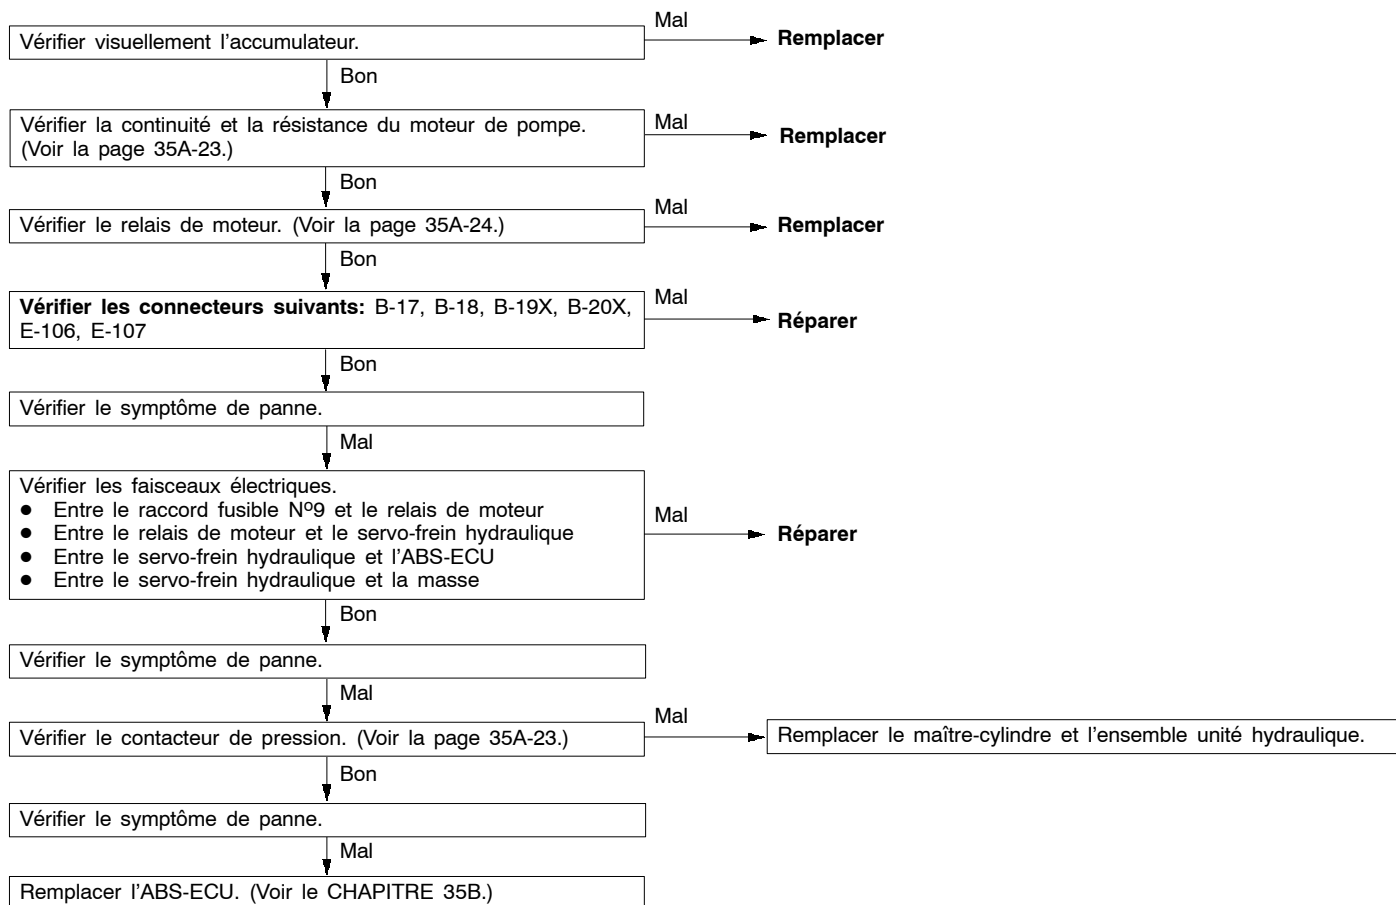 Mal
Vérifier visuellement l'accumulateur.
Remplacer
Bon
Vérifier la continuité et la résistance du moteur de pompe.
(Voir la page 35A-23.)
Mal
Remplacer
Bon
Vérifier le relais de moteur. (Voir la page 35A-24.)
Mal
Remplacer
Bon
Vérifier les connecteurs suivants: B-17, B-18, B-19X, B-20X,
E-106, E-107
Mal
Réparer
Bon
Vérifier le symptôme de panne.
Mal
Vérifier les faisceaux électriques.
● Entre le raccord fusible Nº9 et le relais de moteur
● Entre le relais de moteur et le servo-frein hydraulique
● Entre le servo-frein hydraulique et l'ABS-ECU
● Entre le servo-frein hydraulique et la masse
Mal
Réparer
Bon
Vérifier le symptôme de panne.
Mal
Vérifier le contacteur de pression. (Voir la page 35A-23.)
Mal
Remplacer le maître-cylindre et l'ensemble unité hydraulique.
Bon
Vérifier le symptôme de panne.
Mal
Remplacer l'ABS-ECU. (Voir le CHAPITRE 35B.)